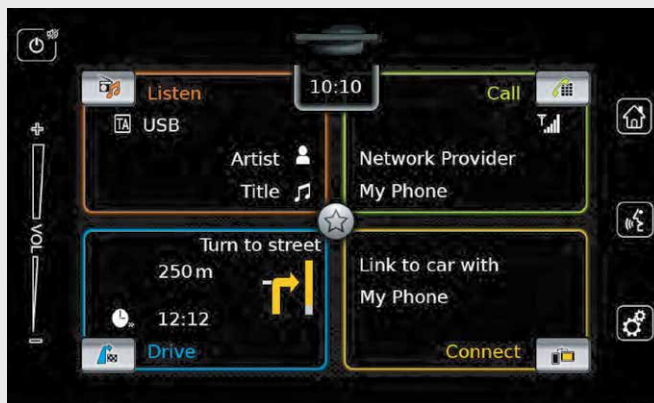 10:10
Listen
Call
TA USB
Artist
Title
Network Provider
My Phone
VOL
Turn to street
250 m
12:12
Drive
Link to car with
My Phone
Connect